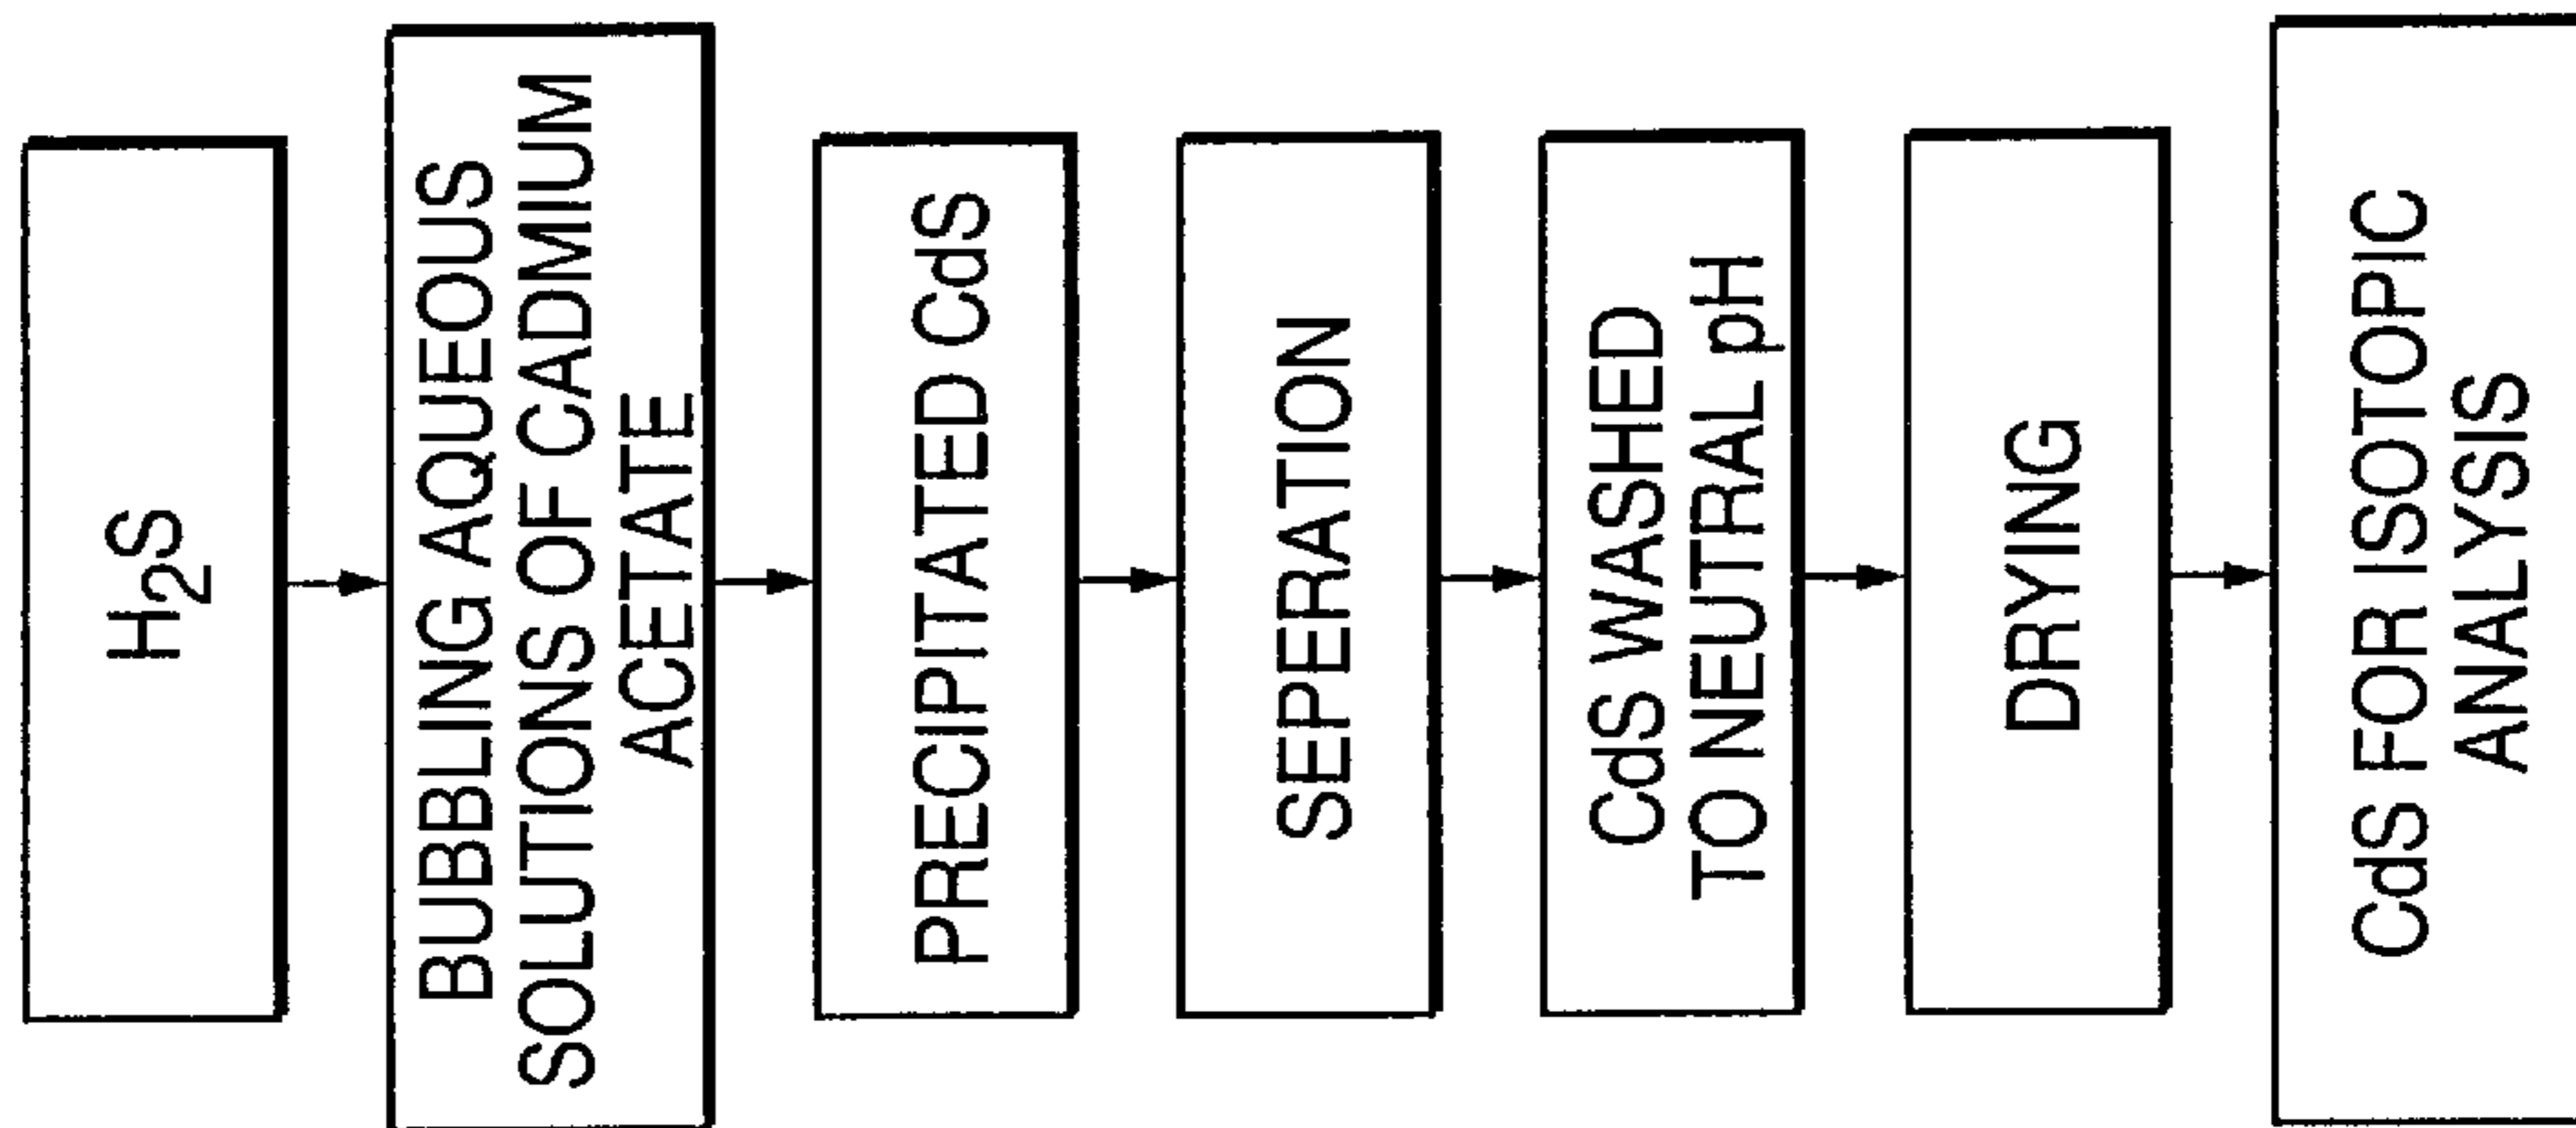 H₂S
BUBBLING AQUEOUS
SOLUTIONS OF CADMIUM
ACETATE
PRECIPITATED CdS
SEPERATION
CdS WASHED
TO NEUTRAL pH
DRYING
CdS FOR ISOTOPIC
ANALYSIS